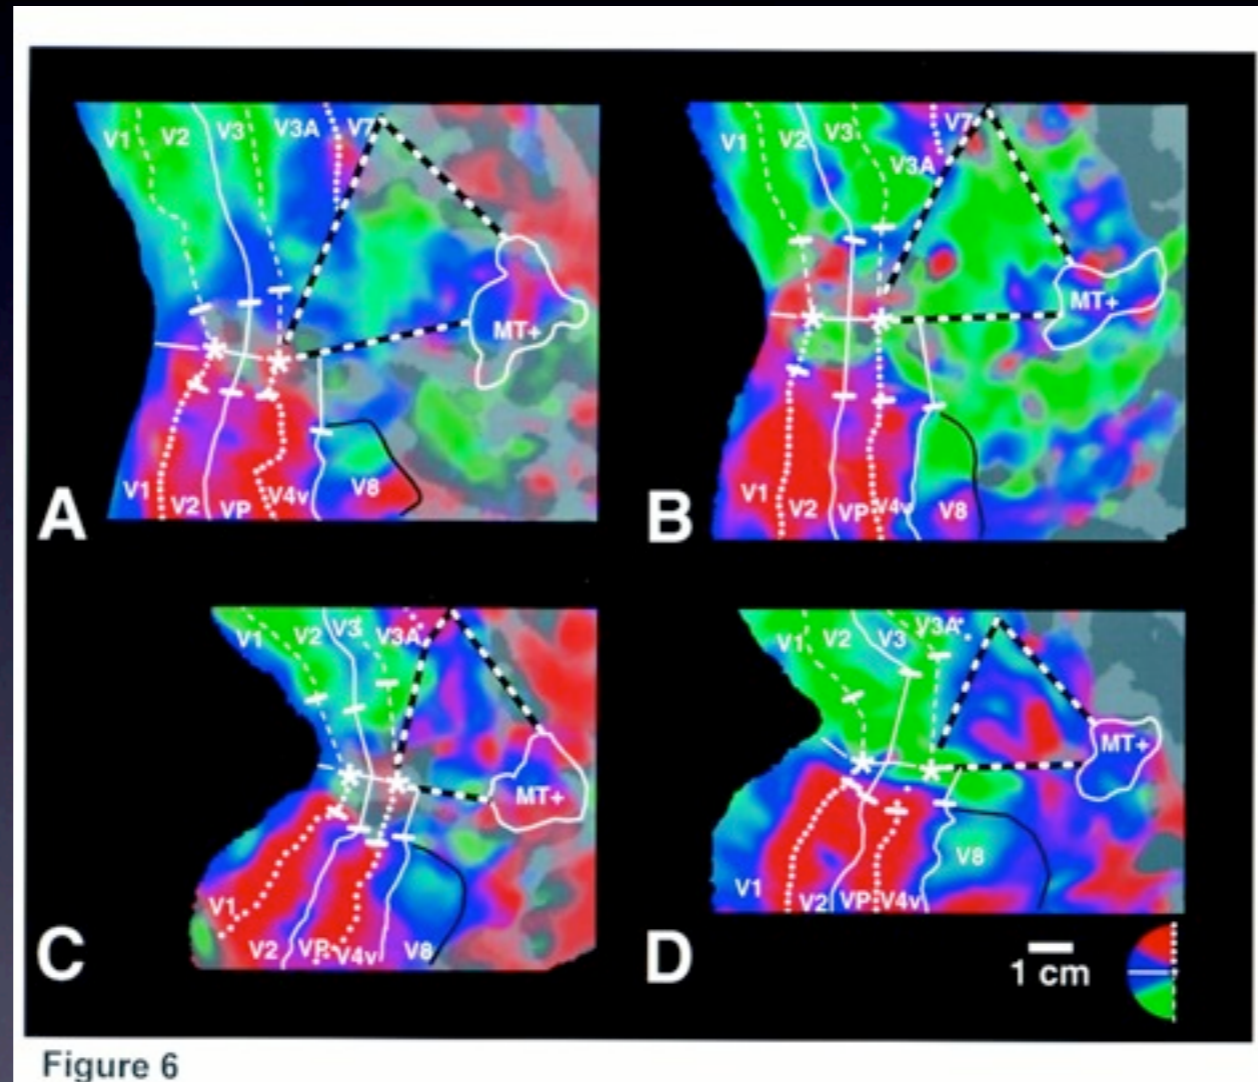 V1 V2 V3 V3A V7
MT+
V1 V2 VP V4v V8
A
V1 V2 V3 V3A V7
MT+
V1 V2 VP V4v V8
B
V1 V2 V3 V3A
MT+
V1 V2 VP V4v V8
C
V1 V2 V3 V3A
MT+
V1 V2 VP V4v V8
D
1 cm
Figure 6